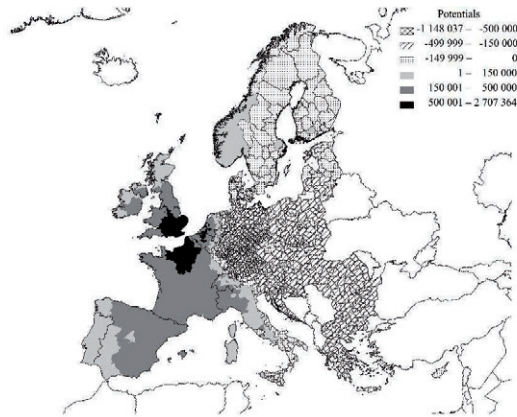 Potentials
-1 148 037 – -500 000
-499 999 – -150 000
-149 999 – 0
1 – 150 000
150 001 – 500 000
500 001 – 2 707 364